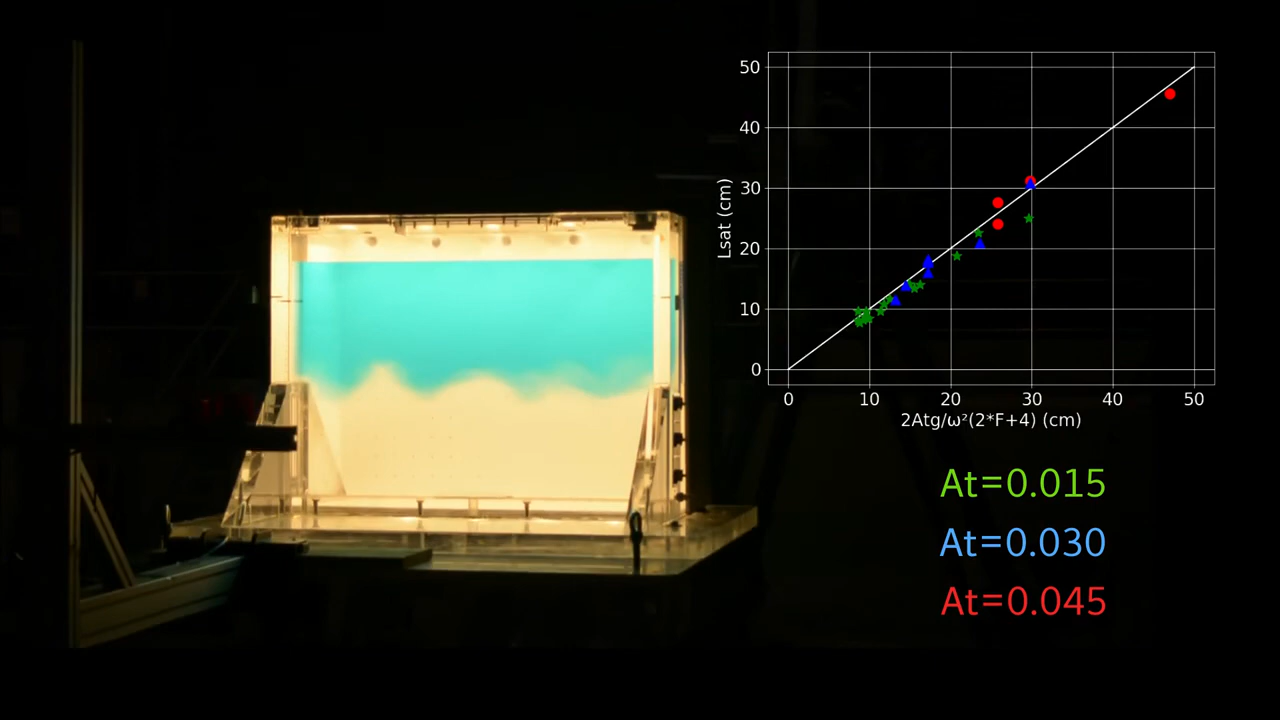 50
40
30
20
10
0
Lsat (cm)
0 10 20 30 40 50
2Atg/ω²(2*F+4) (cm)
At=0.015
At=0.030
At=0.045